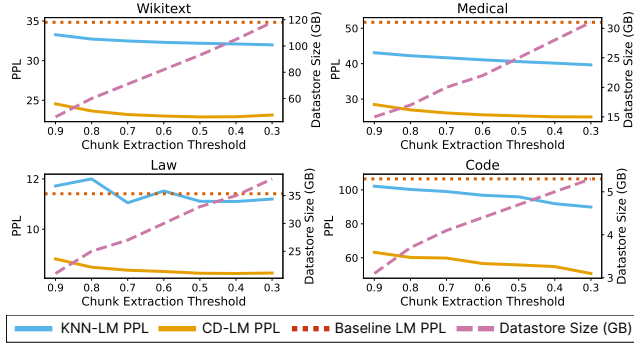 Wikitext
35
30
25
PPL
120
100
80
60
Datastore Size (GB)
0.9 0.8 0.7 0.6 0.5 0.4 0.3
Chunk Extraction Threshold
Medical
50
40
30
PPL
30
25
20
15
Datastore Size (GB)
0.9 0.8 0.7 0.6 0.5 0.4 0.3
Chunk Extraction Threshold
Law
12
10
PPL
35
30
25
Datastore Size (GB)
0.9 0.8 0.7 0.6 0.5 0.4 0.3
Chunk Extraction Threshold
Code
100
80
60
PPL
5
4
3
Datastore Size (GB)
0.9 0.8 0.7 0.6 0.5 0.4 0.3
Chunk Extraction Threshold
KNN-LM PPL CD-LM PPL Baseline LM PPL Datastore Size (GB)